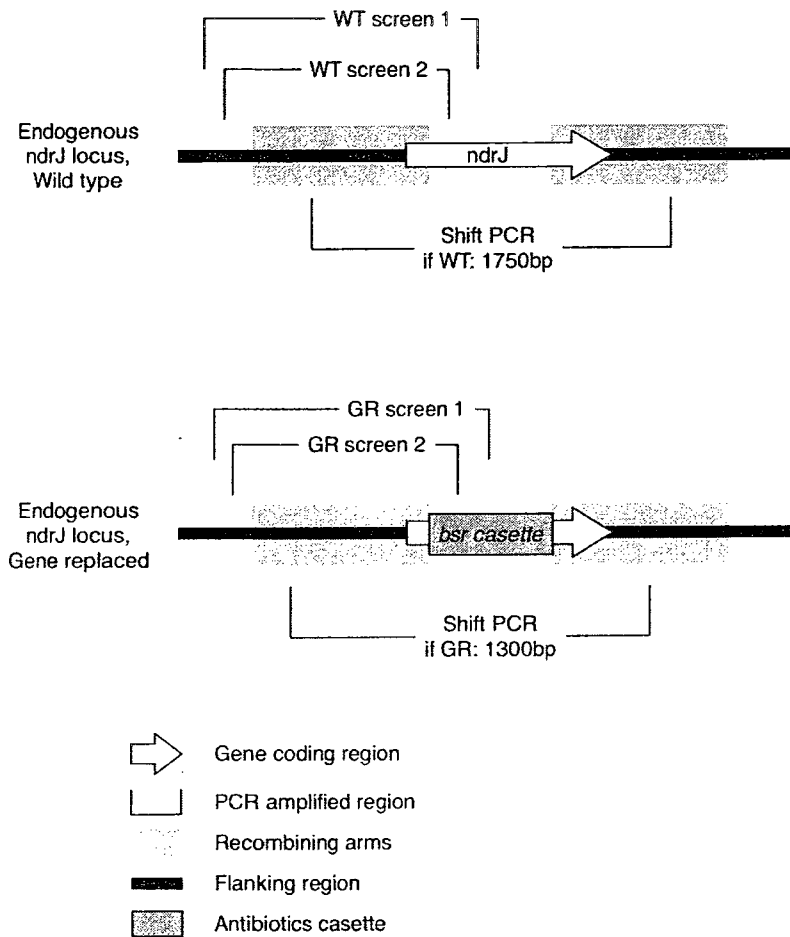 WT screen 1
WT screen 2
Endogenous
ndrJ locus,
Wild type
ndrJ
Shift PCR
if WT: 1750bp
GR screen 1
GR screen 2
Endogenous
ndrJ locus,
Gene replaced
bsr casette
Shift PCR
if GR: 1300bp
Gene coding region
PCR amplified region
Recombining arms
Flanking region
Antibiotics casette